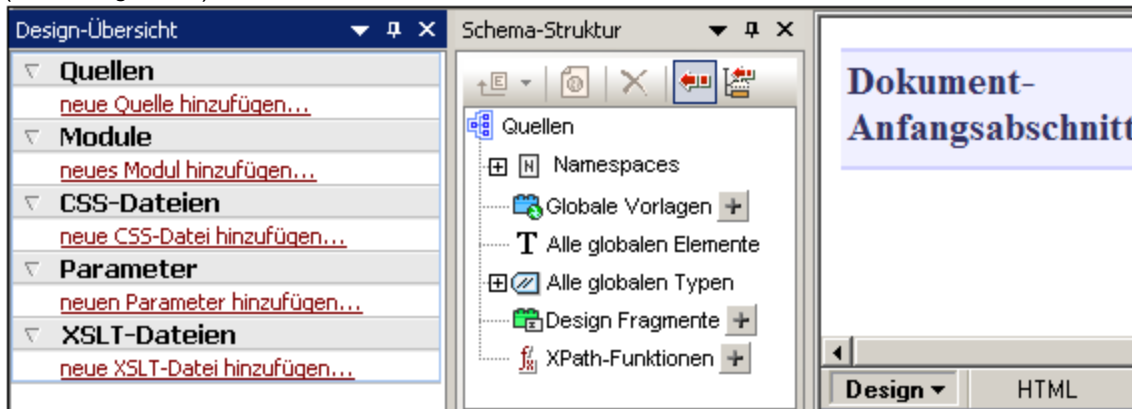 Design-Übersicht
Quellen
neue Quelle hinzufügen...
Module
neues Modul hinzufügen...
CSS-Dateien
neue CSS-Datei hinzufügen...
Parameter
neuen Parameter hinzufügen...
XSLT-Dateien
neue XSLT-Datei hinzufügen...
Schema-Struktur
Quellen
Namespaces
Globale Vorlagen
Alle globalen Elemente
Alle globalen Typen
Design Fragmente
XPath-Funktionen
Dokument-
Anfangsabschnitt
Design
HTML